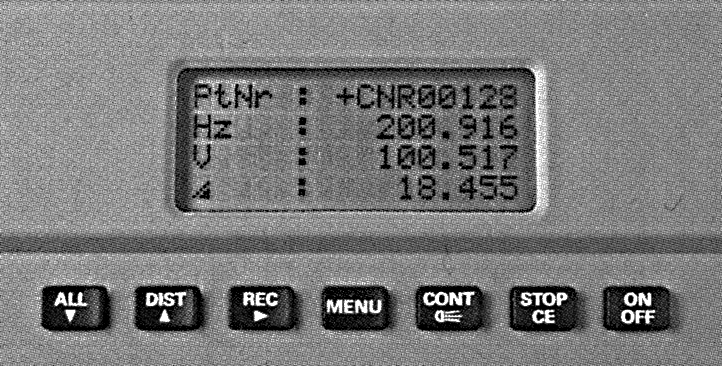 PtNr : +CNR00128
Hz : 200.916
V : 100.517
◢ : 18.455
ALL ▼ DIST ▲ REC ► MENU CONT STOP CE ON OFF